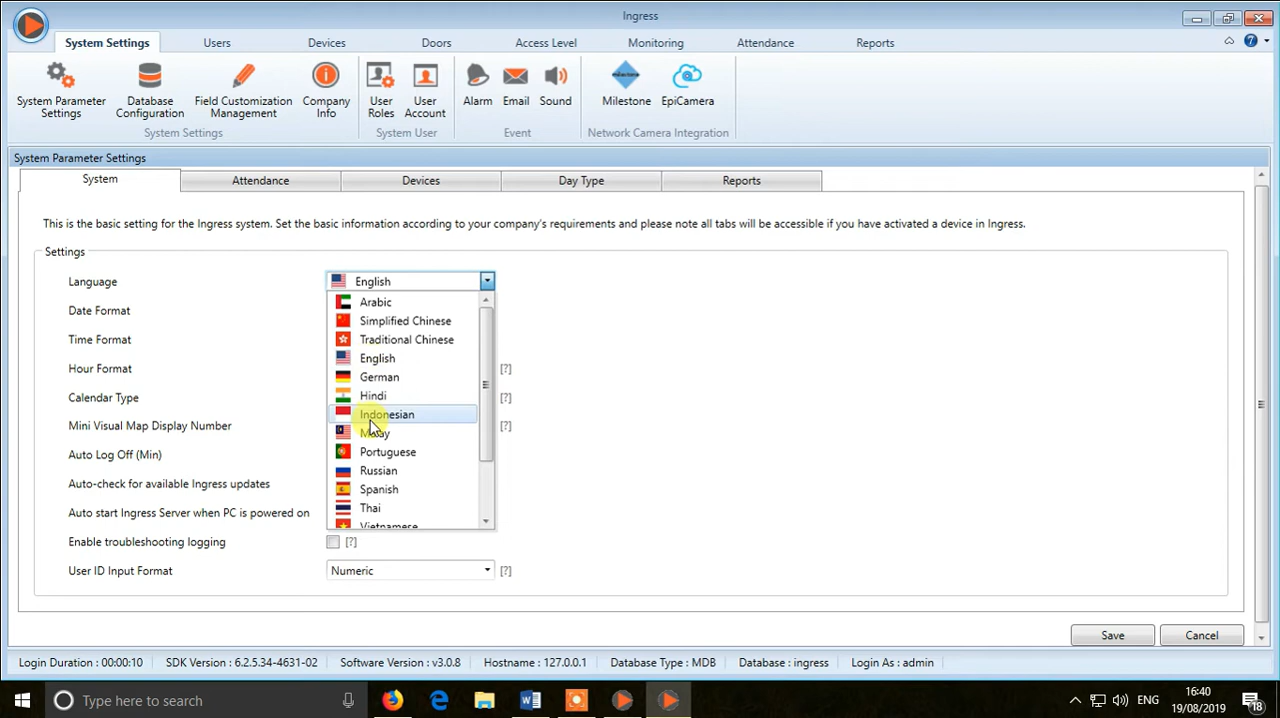 Ingress
System Settings Users Devices Doors Access Level Monitoring Attendance Reports
System Parameter Settings
Database Configuration
Field Customization Management
Company Info
User Roles
User Account
Alarm
Email
Sound
milestone
Milestone
EpiCamera
System Settings System User Event Network Camera Integration
System Parameter Settings
System Attendance Devices Day Type Reports
This is the basic setting for the Ingress system. Set the basic information according to your company's requirements and please note all tabs will be accessible if you have activated a device in Ingress.
Settings
Language English
Arabic
Simplified Chinese
Traditional Chinese
English
German
Hindi
Indonesian
Malay
Portuguese
Russian
Spanish
Thai
Vietnamese
Date Format
Time Format
Hour Format [?]
Calendar Type [?]
Mini Visual Map Display Number [?]
Auto Log Off (Min)
Auto-check for available Ingress updates
Auto start Ingress Server when PC is powered on
Enable troubleshooting logging [?]
User ID Input Format Numeric [?]
Save Cancel
Login Duration : 00:00:10 SDK Version : 6.2.5.34-4631-02 Software Version : v3.0.8 Hostname : 127.0.0.1 Database Type : MDB Database : ingress Login As : admin
Type here to search
ENG
16:40
19/08/2019
18